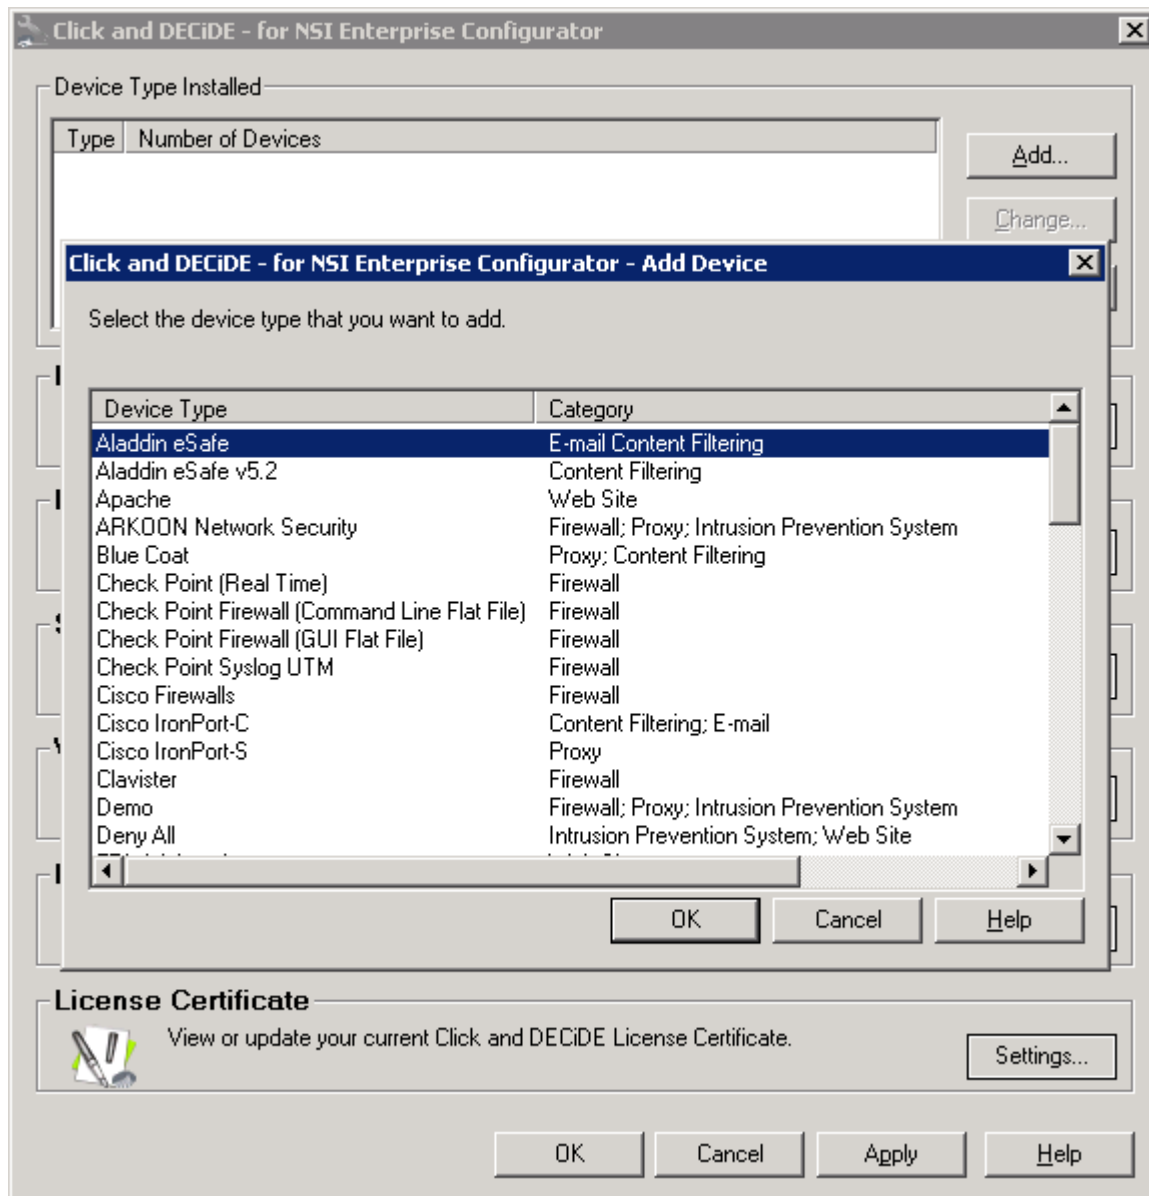 Click and DECiDE - for NSI Enterprise Configurator
Device Type Installed
Type Number of Devices
Add...
Change...
Click and DECiDE - for NSI Enterprise Configurator - Add Device
Select the device type that you want to add.
Device Type Category
Aladdin eSafe E-mail Content Filtering
Aladdin eSafe v5.2 Content Filtering
Apache Web Site
ARKOON Network Security Firewall; Proxy; Intrusion Prevention System
Blue Coat Proxy; Content Filtering
Check Point (Real Time) Firewall
Check Point Firewall (Command Line Flat File) Firewall
Check Point Firewall (GUI Flat File) Firewall
Check Point Syslog UTM Firewall
Cisco Firewalls Firewall
Cisco IronPort-C Content Filtering; E-mail
Cisco IronPort-S Proxy
Clavister Firewall
Demo Firewall; Proxy; Intrusion Prevention System
Deny All Intrusion Prevention System; Web Site
OK Cancel Help
License Certificate
View or update your current Click and DECiDE License Certificate.
Settings...
OK Cancel Apply Help